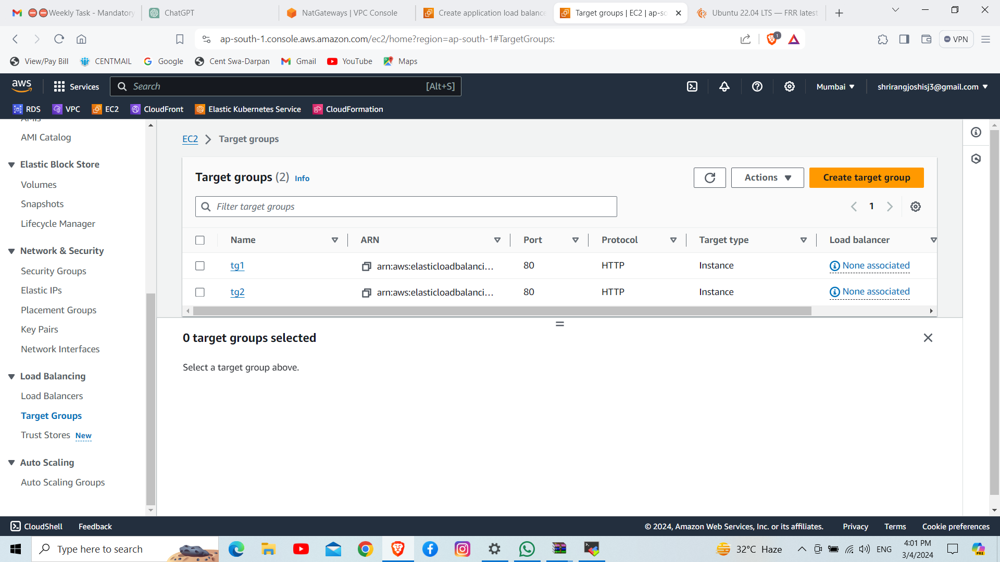 ⛔⛔Weekly Task - Mandatory
ChatGPT
NatGateways | VPC Console
Create application load balance
Target groups | EC2 | ap-so
Ubuntu 22.04 LTS — FRR latest
ap-south-1.console.aws.amazon.com/ec2/home?region=ap-south-1#TargetGroups:
1
VPN
View/Pay Bill
CENTMAIL
Google
Cent Swa-Darpan
Gmail
YouTube
Maps
aws
Services
Search
[Alt+S]
Mumbai
shrirangjoshisj3@gmail.com
RDS
VPC
EC2
CloudFront
Elastic Kubernetes Service
CloudFormation
AMIs
AMI Catalog
Elastic Block Store
Volumes
Snapshots
Lifecycle Manager
Network & Security
Security Groups
Elastic IPs
Placement Groups
Key Pairs
Network Interfaces
Load Balancing
Load Balancers
Target Groups
Trust Stores New
Auto Scaling
Auto Scaling Groups
EC2 > Target groups
Target groups (2) Info
Actions
Create target group
Filter target groups
1
Name ARN Port Protocol Target type Load balancer
tg1 arn:aws:elasticloadbalanci... 80 HTTP Instance None associated
tg2 arn:aws:elasticloadbalanci... 80 HTTP Instance None associated
0 target groups selected
Select a target group above.
CloudShell
Feedback
© 2024, Amazon Web Services, Inc. or its affiliates.
Privacy
Terms
Cookie preferences
Type here to search
32°C Haze
ENG
4:01 PM
3/4/2024
PRE